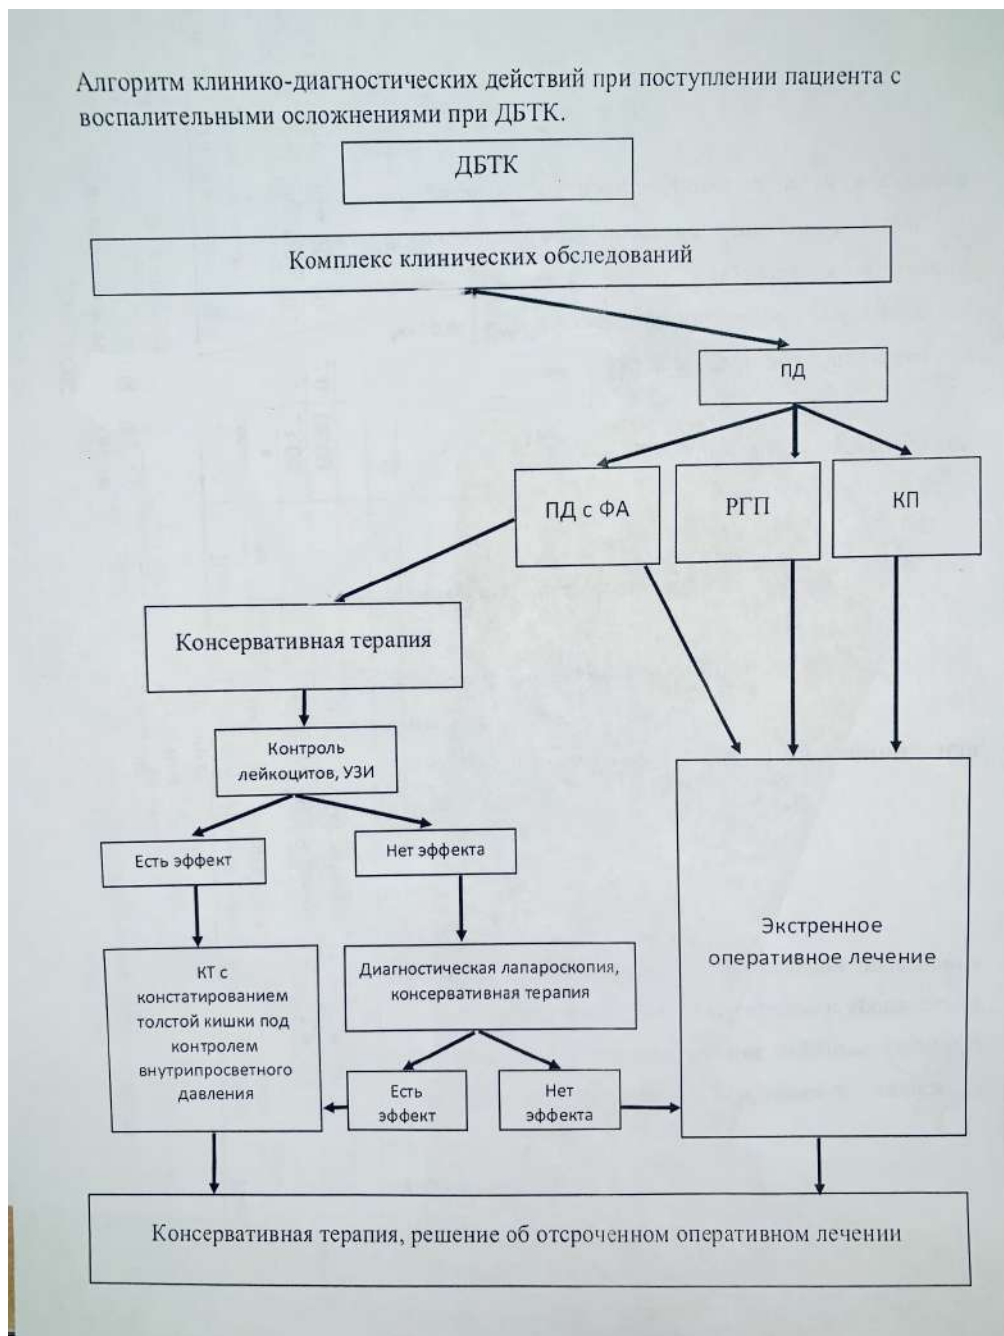 Алгоритм клинико-диагностических действий при поступлении пациента с
воспалительными осложнениями при ДБТК.
ДБТК
Комплекс клинических обследований
ПД
ПД с ФА
РГП
КП
Консервативная терапия
Контроль
лейкоцитов, УЗИ
Есть эффект
Нет эффекта
КТ с
констатированием
толстой кишки под
контролем
внутрипросветного
давления
Диагностическая лапароскопия,
консервативная терапия
Есть
эффект
Нет
эффекта
Экстренное
оперативное лечение
Консервативная терапия, решение об отсроченном оперативном лечении